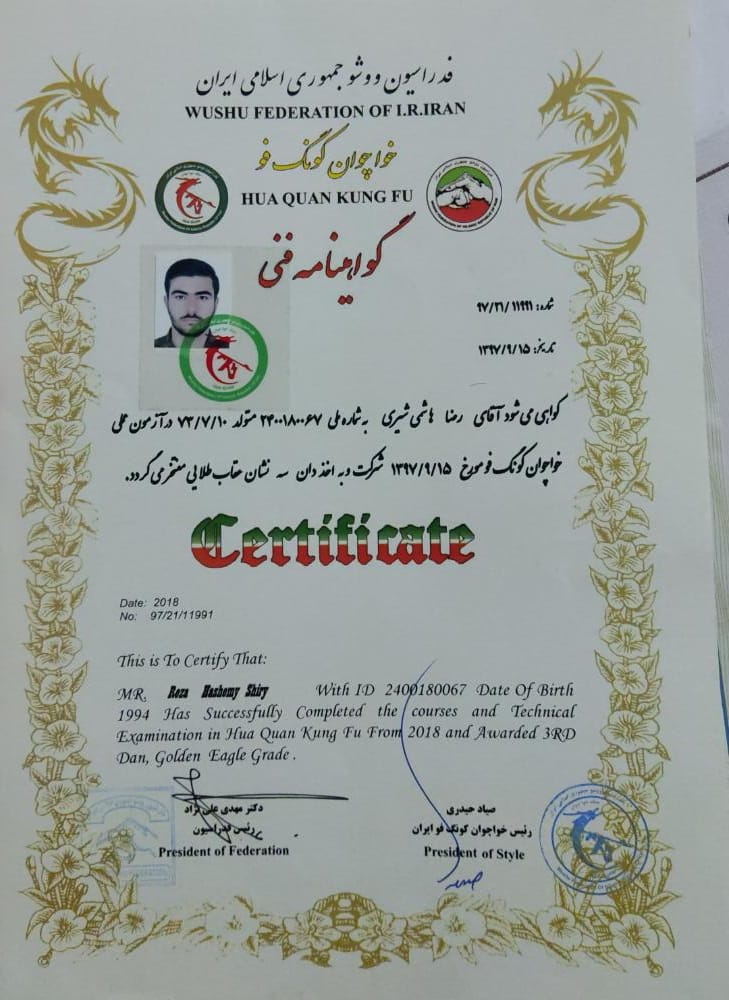 فدراسیون ووشو جمهوری اسلامی ایران
WUSHU FEDERATION OF I.R.IRAN
خواچوان کونگ فو
HUA QUAN KUNG FU
گواهینامه فنی
شماره: ۹۷/۲۱/۱۱۹۹۱
تاریخ: ۱۳۹۷/۹/۱۵
گواهی می شود آقای رضا هاشمی شیری به شماره ملی ۲۴۰۰۱۸۰۰۶۷ متولد ۷۳/۷/۱۰ در آزمون عملی
خواچوان کونگ فو مورخ ۱۳۹۷/۹/۱۵ شرکت و به اخذ دان سه نشان عقاب طلایی مفتخر می گردد.
Certificate
Date: 2018
No: 97/21/11991
This is To Certify That:
MR. Reza Hashemy Shiry With ID 2400180067 Date Of Birth
1994 Has Successfully Completed the courses and Technical
Examination in Hua Quan Kung Fu From 2018 and Awarded 3RD
Dan, Golden Eagle Grade .
دکتر مهدی علی نژاد
رئیس فدراسیون
President of Federation
صیاد حیدری
رئیس خواچوان کونگ فو ایران
President of Style